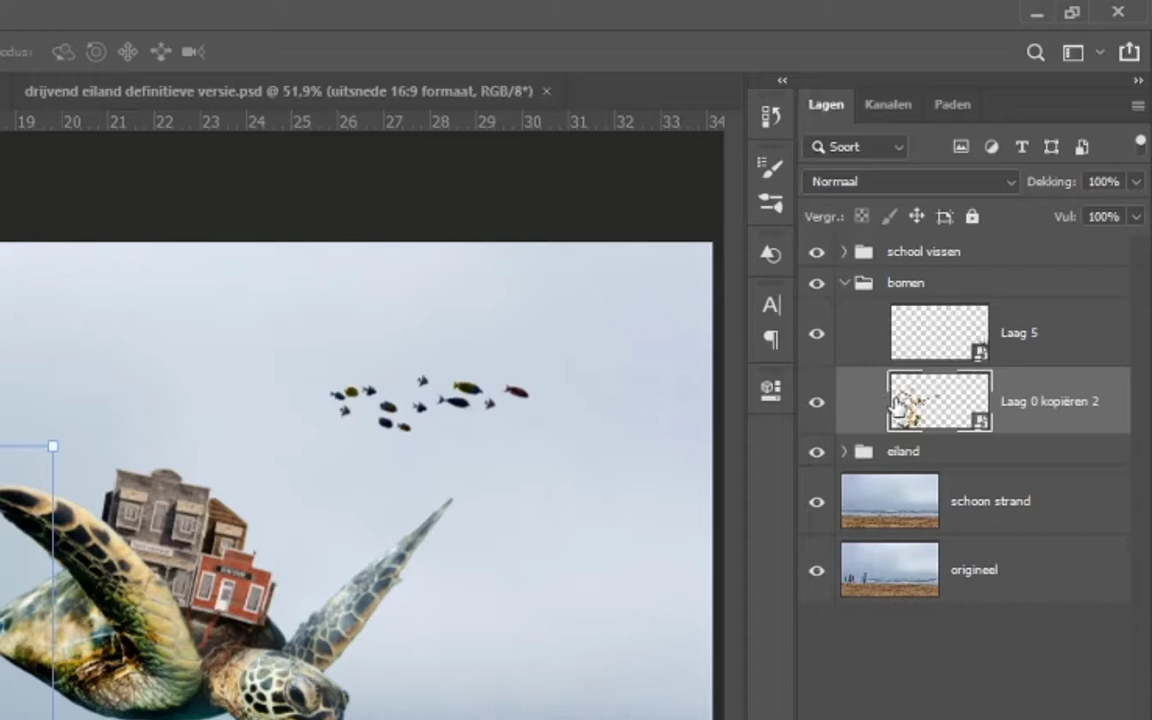 odus:
drijvend eiland definitieve versie.psd @ 51,9% (uitsnede 16:9 formaat, RGB/8*) ×
19 20 21 22 23 24 25 26 27 28 29 30 31 32 33 34
Lagen Kanalen Paden
Soort
Normaal Dekking: 100%
Vergr.: Vul: 100%
school vissen
bomen
Laag 5
Laag 0 kopiëren 2
eiland
schoon strand
origineel